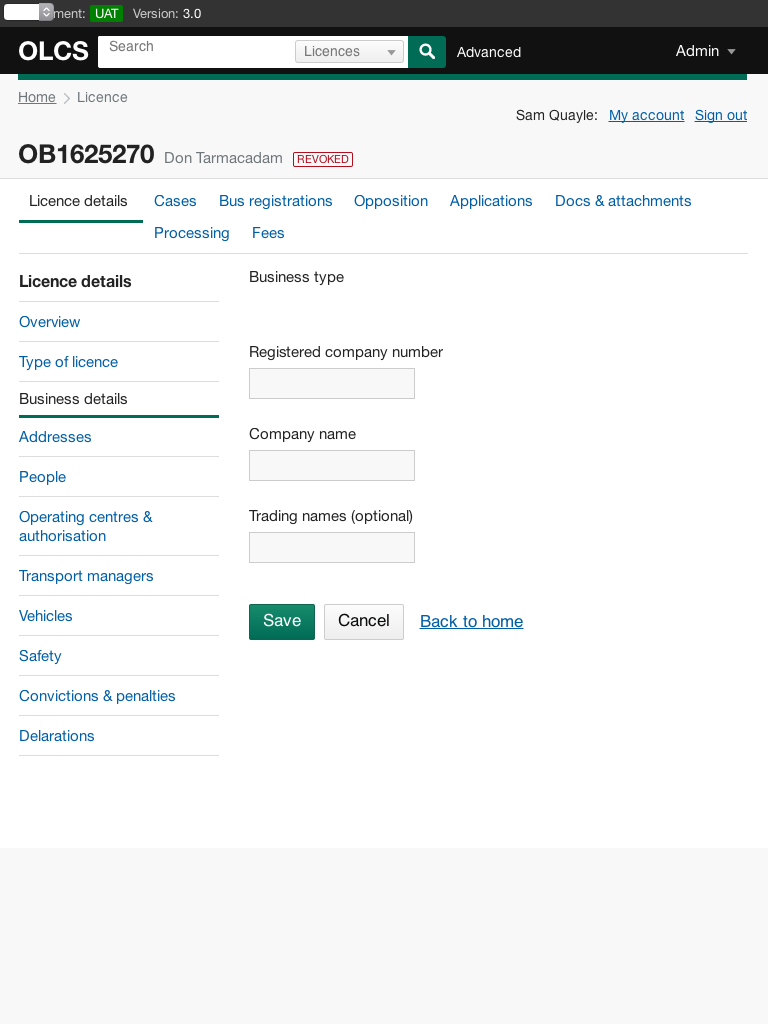 ment: UAT Version: 3.0
OLCS Search Licences Advanced Admin
Home Licence
Sam Quayle: My account Sign out
OB1625270 Don Tarmacadam REVOKED
Licence details Cases Bus registrations Opposition Applications Docs & attachments
Processing Fees
Licence details
Overview
Type of licence
Business details
Addresses
People
Operating centres &
authorisation
Transport managers
Vehicles
Safety
Convictions & penalties
Delarations
Business type
Registered company number
Company name
Trading names (optional)
Save Cancel Back to home